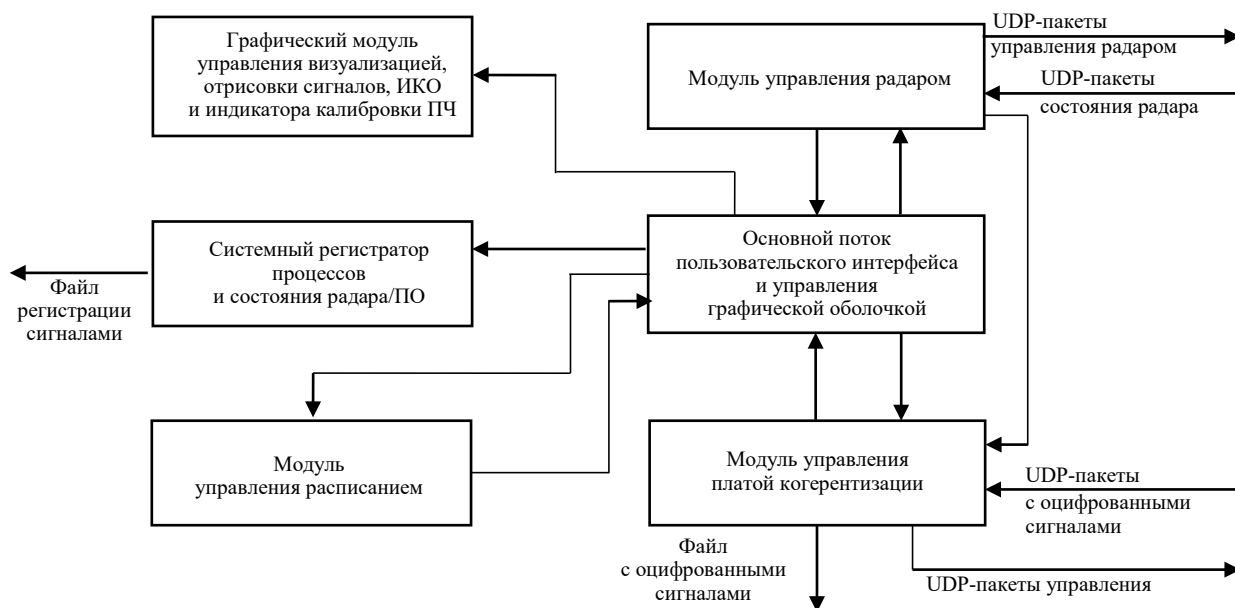 Графический модуль
управления визуализацией,
отрисовки сигналов, ИКО
и индикатора калибровки ПЧ
Модуль управления радаром
UDP-пакеты
управления радаром
UDP-пакеты
состояния радара
Системный регистратор
процессов
и состояния радара/ПО
Основной поток
пользовательского интерфейса
и управления
графической оболочкой
Файл
регистрации
сигналами
Модуль
управления расписанием
Модуль управления
платой когерентизации
UDP-пакеты
с оцифрованными
сигналами
Файл
с оцифрованными
сигналами
UDP-пакеты управления